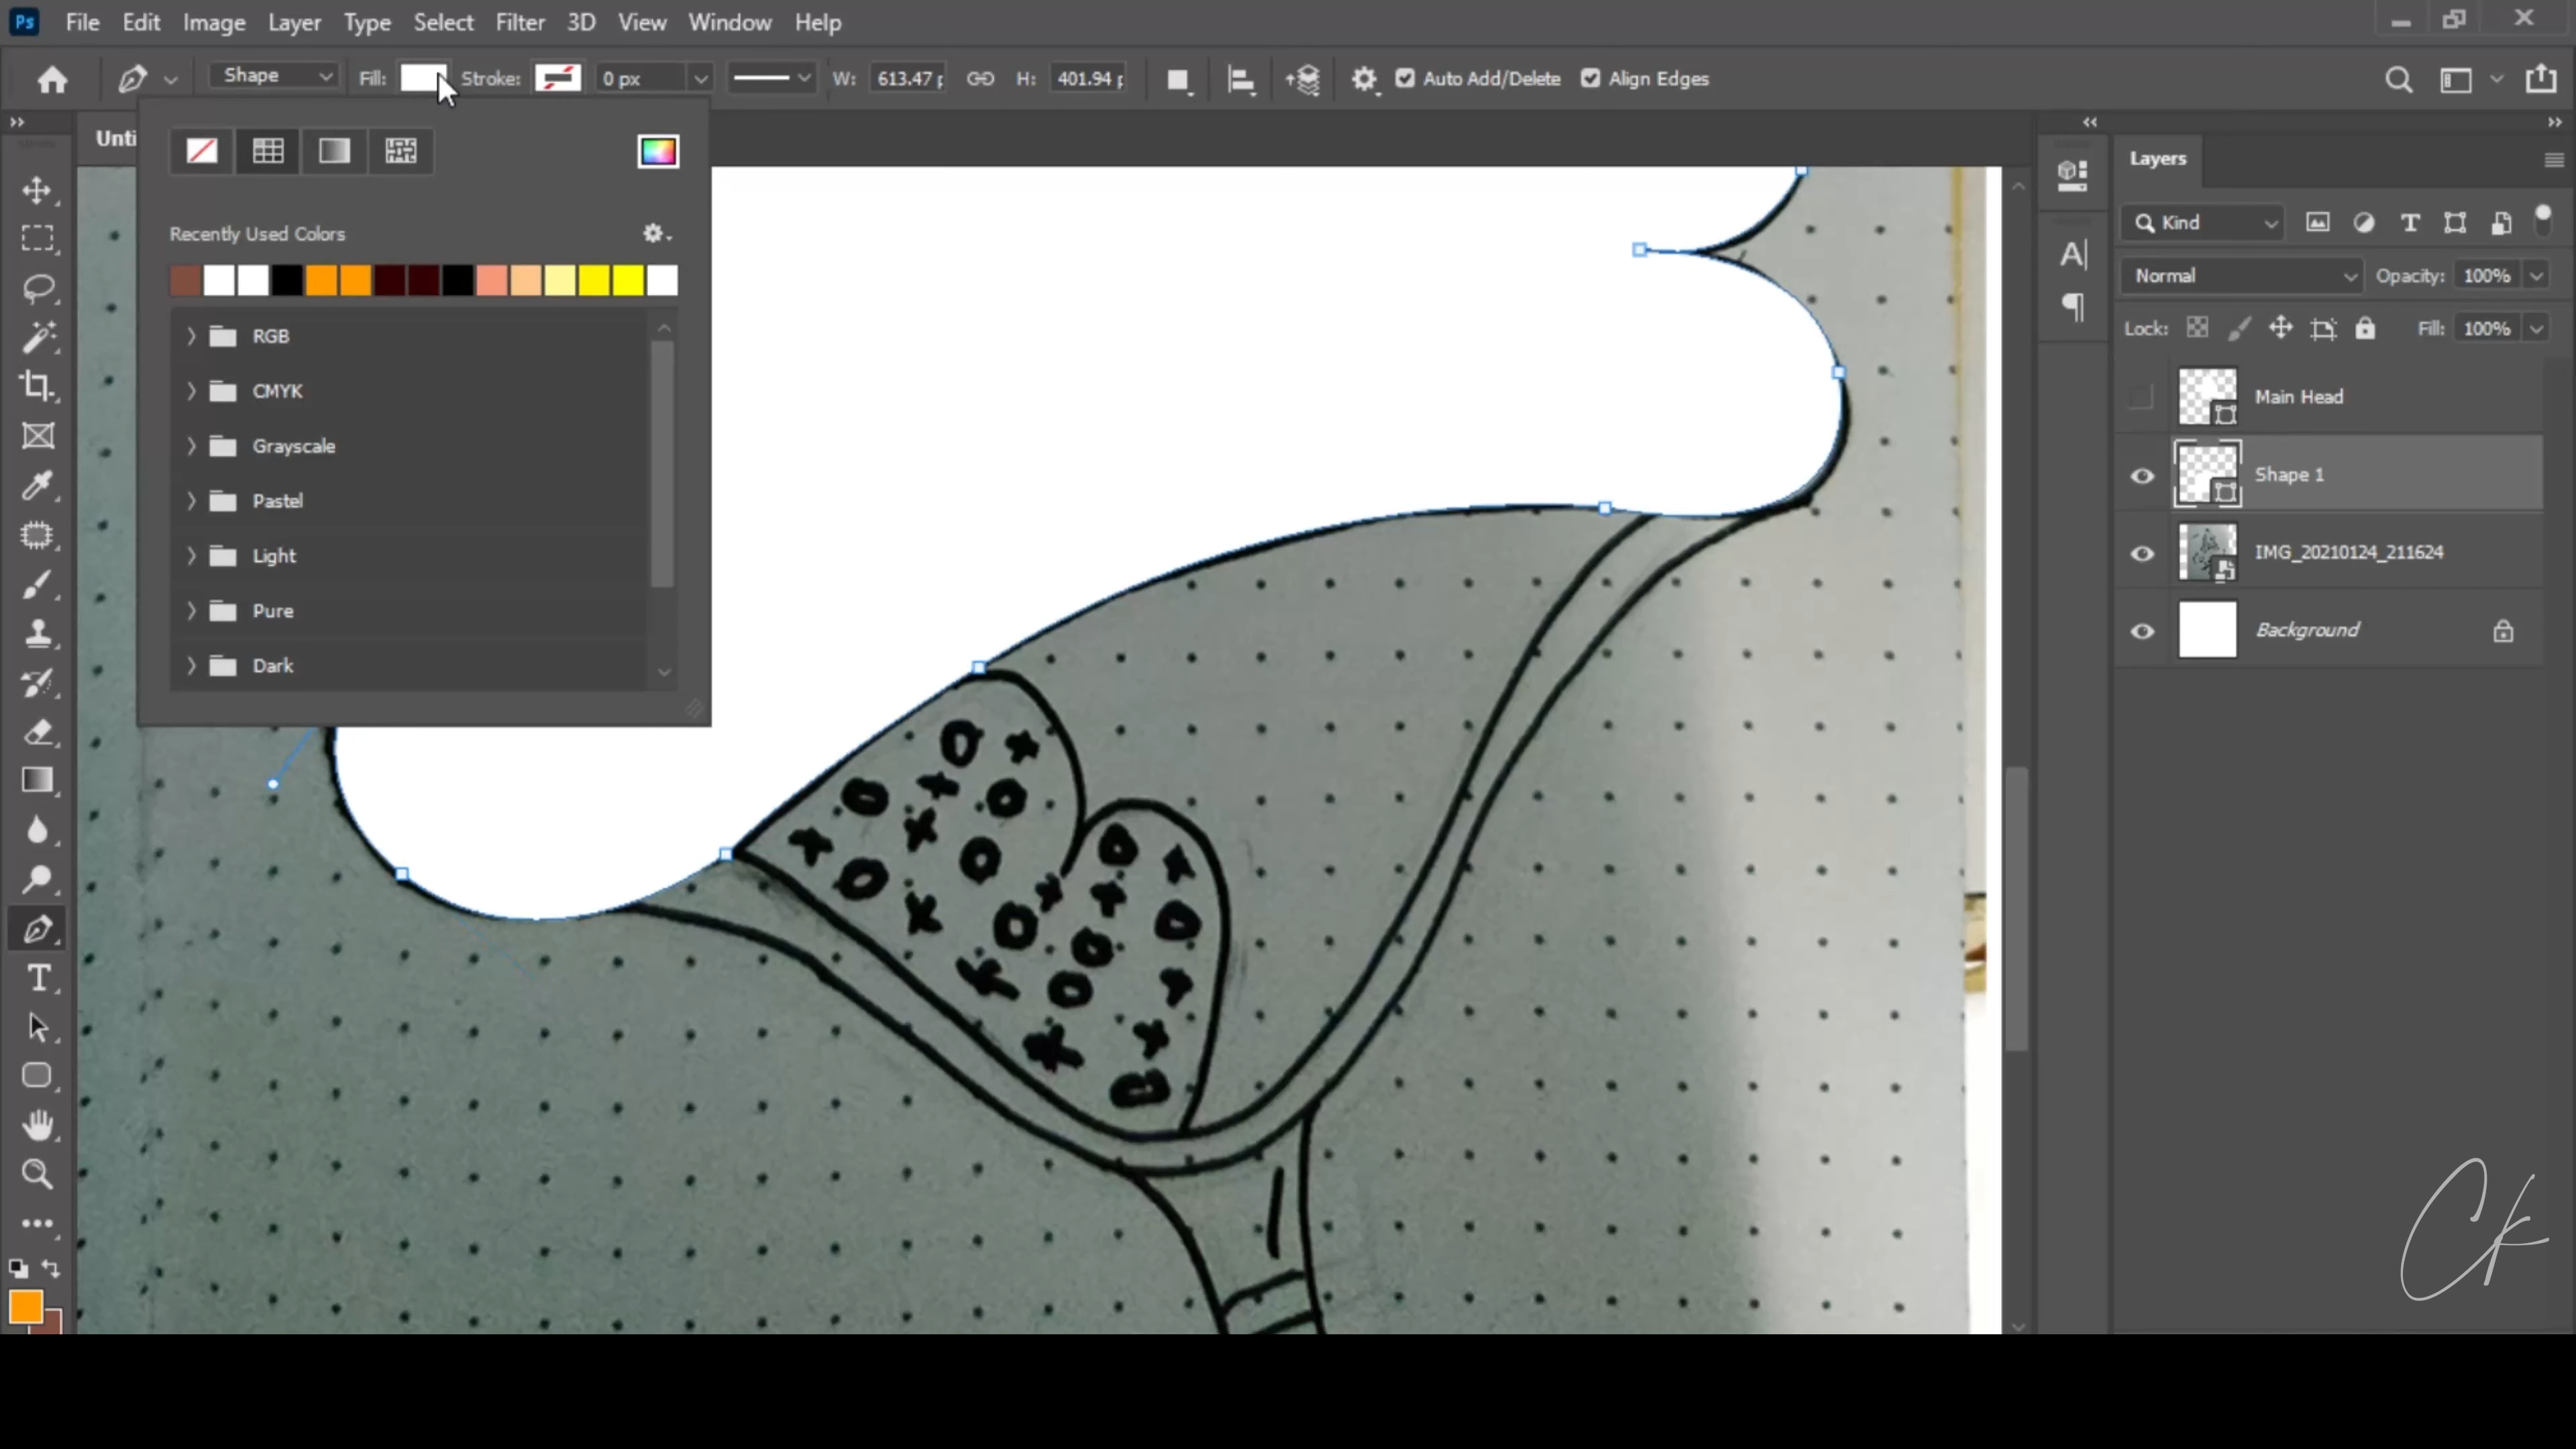 Ps File Edit Image Layer Type Select Filter 3D View Window Help
Shape Fill: Stroke: 0 px W: 613.47 H: 401.94 Auto Add/Delete Align Edges
Unti
Layers
Recently Used Colors
Kind
Normal Opacity: 100%
Lock: Fill: 100%
RGB
CMYK
Grayscale
Pastel
Light
Pure
Dark
Main Head
Shape 1
IMG_20210124_211624
Background
Ck